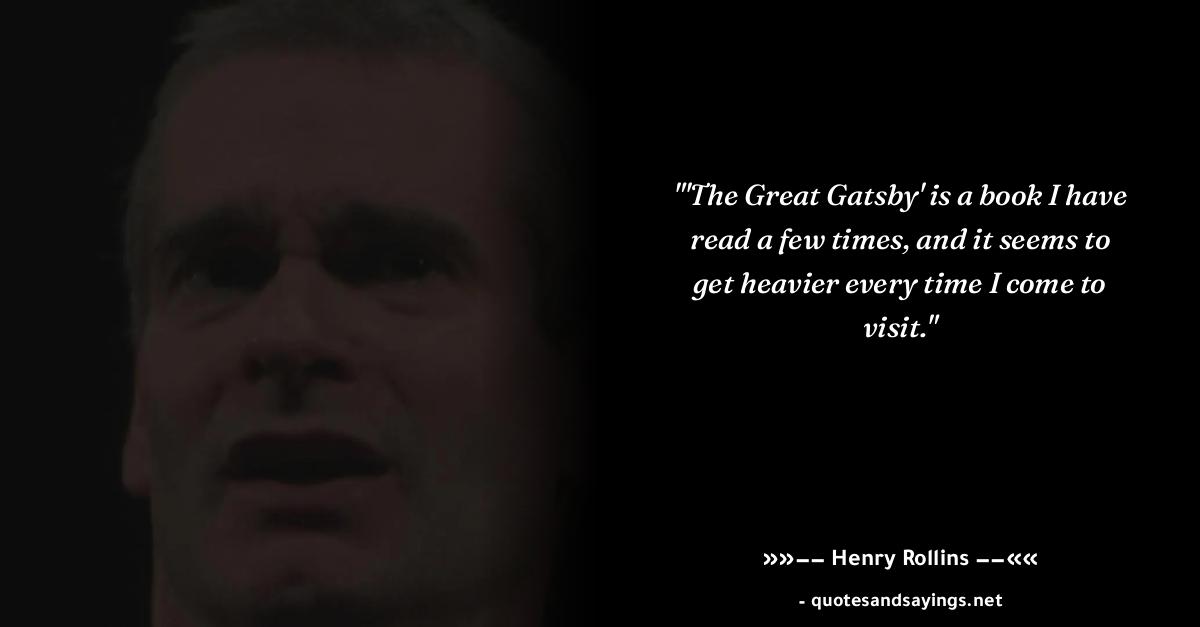 "'The Great Gatsby' is a book I have
read a few times, and it seems to
get heavier every time I come to
visit."
»»–– Henry Rollins ––««
- quotesandsayings.net